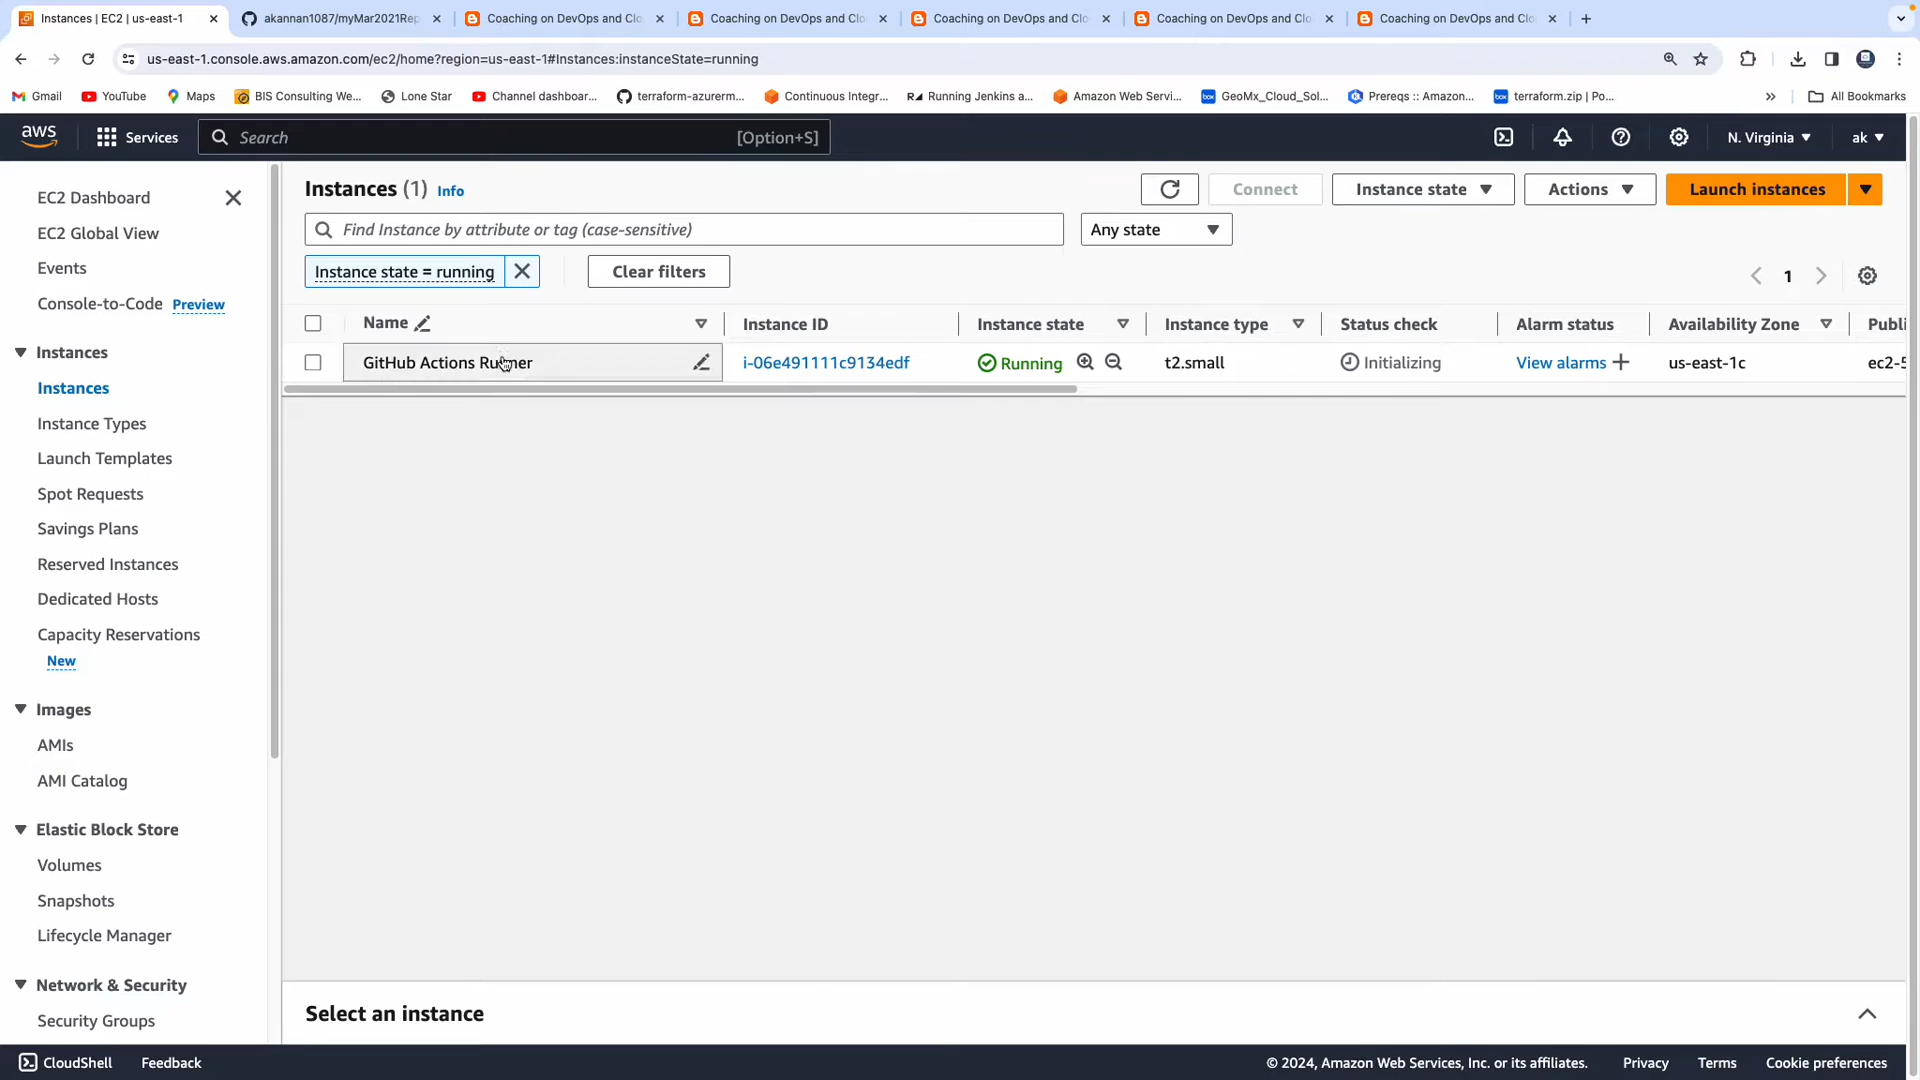 Instances | EC2 | us-east-1
akannan1087/myMar2021Rep
Coaching on DevOps and Clo
Coaching on DevOps and Clo
Coaching on DevOps and Clo
Coaching on DevOps and Clo
Coaching on DevOps and Clo
us-east-1.console.aws.amazon.com/ec2/home?region=us-east-1#Instances:instanceState=running
Gmail
YouTube
Maps
BIS Consulting We...
Lone Star
Channel dashboar...
terraform-azurerm...
Continuous Integr...
Running Jenkins a...
Amazon Web Servi...
GeoMx_Cloud_Sol...
Prereqs :: Amazon...
terraform.zip | Po...
All Bookmarks
aws
Services
Search
[Option+S]
N. Virginia
ak
EC2 Dashboard
EC2 Global View
Events
Console-to-Code Preview
Instances
Instances
Instance Types
Launch Templates
Spot Requests
Savings Plans
Reserved Instances
Dedicated Hosts
Capacity Reservations
New
Images
AMIs
AMI Catalog
Elastic Block Store
Volumes
Snapshots
Lifecycle Manager
Network & Security
Security Groups
Instances (1) Info
Connect
Instance state
Actions
Launch instances
Find Instance by attribute or tag (case-sensitive)
Any state
Instance state = running
Clear filters
1
Name
Instance ID
Instance state
Instance type
Status check
Alarm status
Availability Zone
Publi
GitHub Actions Runner
i-06e491111c9134edf
Running
t2.small
Initializing
View alarms
us-east-1c
ec2-5
Select an instance
CloudShell
Feedback
© 2024, Amazon Web Services, Inc. or its affiliates.
Privacy
Terms
Cookie preferences